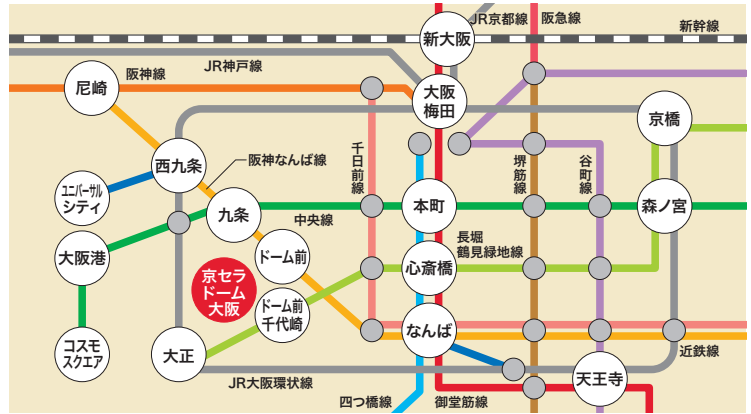 JR京都線
阪急線
新幹線
新大阪
JR神戸線
阪神線
尼崎
大阪
梅田
京橋
千日前線
堺筋線
谷町線
西九条
阪神なんば線
ユニバーサル
シティ
九条
中央線
本町
森ノ宮
大阪港
ドーム前
長堀
鶴見緑地線
心斎橋
京セラ
ドーム
大阪
ドーム前
千代崎
なんば
コスモ
スクエア
大正
近鉄線
JR大阪環状線
天王寺
四つ橋線
御堂筋線